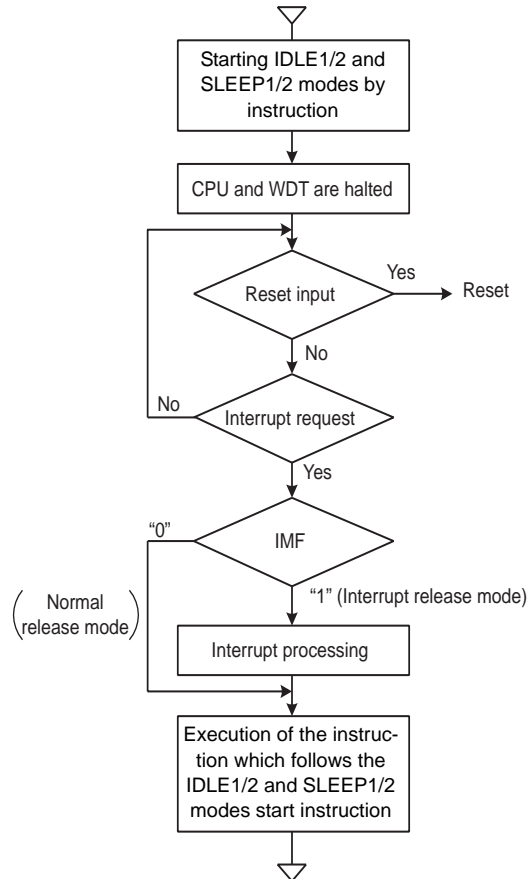 Starting IDLE1/2 and
SLEEP1/2 modes by
instruction
CPU and WDT are halted
Reset input
Yes
Reset
No
Interrupt request
No
Yes
IMF
“0”
“1” (Interrupt release mode)
Normal
release mode
Interrupt processing
Execution of the instruc-
tion which follows the
IDLE1/2 and SLEEP1/2
modes start instruction